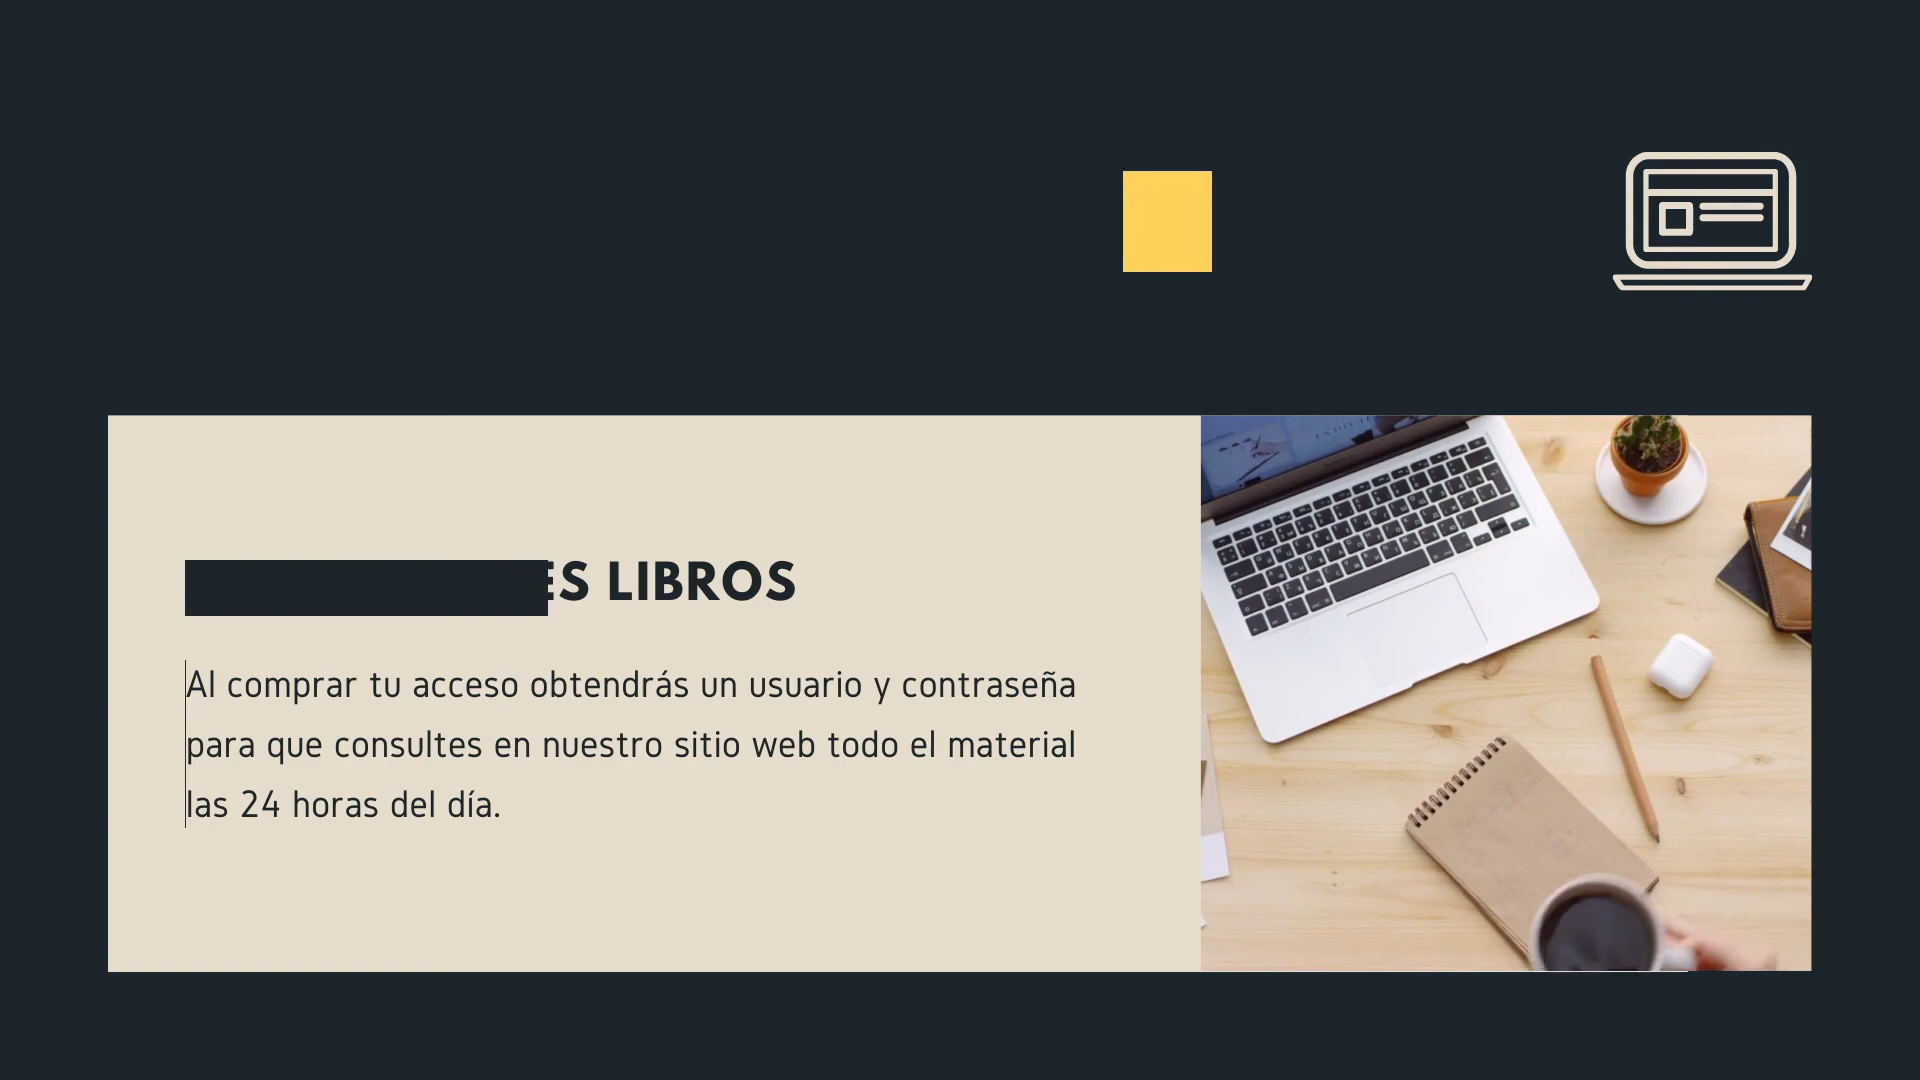 LIBROS
Al comprar tu acceso obtendrás un usuario y contraseña
para que consultes en nuestro sitio web todo el material
las 24 horas del día.